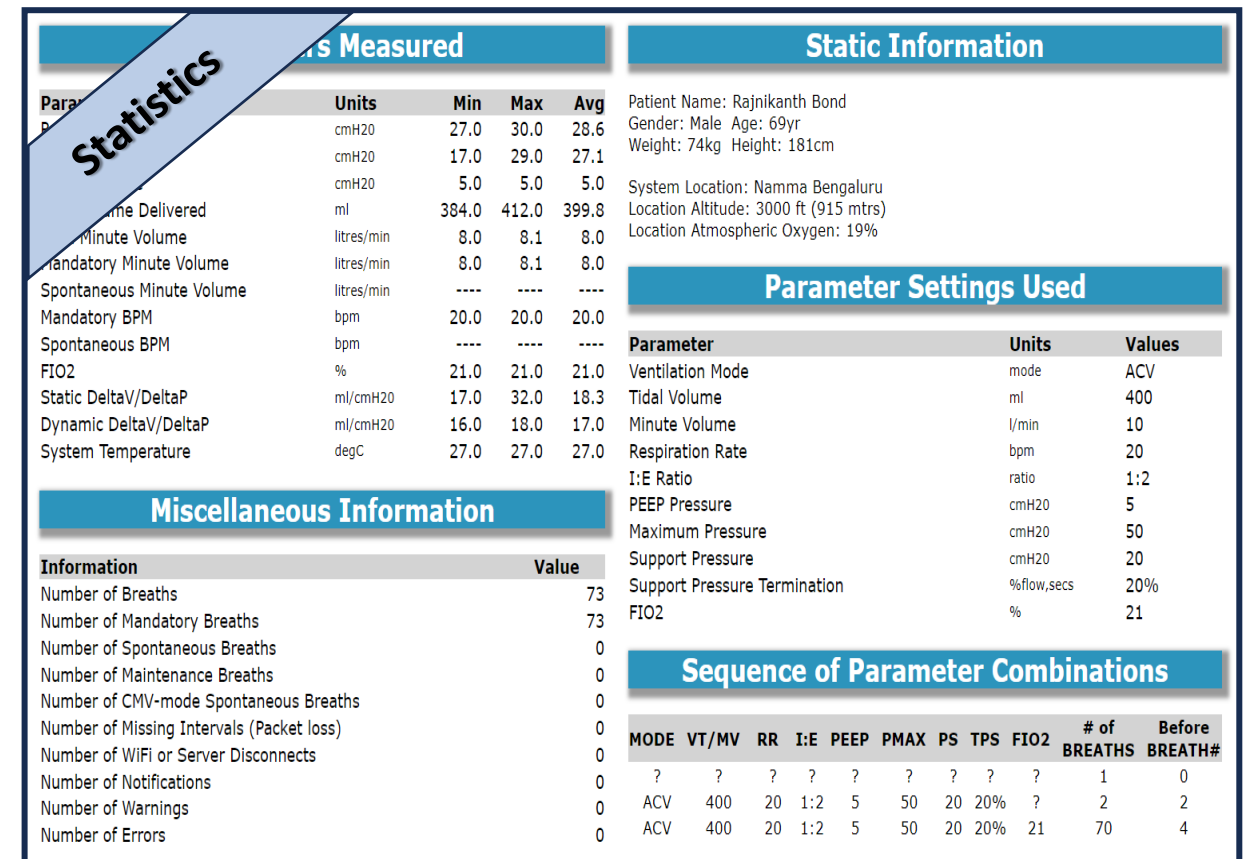 Statistics
rs Measured
Units Min Max Avg
cmH20 27.0 30.0 28.6
cmH20 17.0 29.0 27.1
cmH20 5.0 5.0 5.0
me Delivered ml 384.0 412.0 399.8
Minute Volume litres/min 8.0 8.1 8.0
Mandatory Minute Volume litres/min 8.0 8.1 8.0
Spontaneous Minute Volume litres/min ---- ---- ----
Mandatory BPM bpm 20.0 20.0 20.0
Spontaneous BPM bpm ---- ---- ----
FIO2 % 21.0 21.0 21.0
Static DeltaV/DeltaP ml/cmH20 17.0 32.0 18.3
Dynamic DeltaV/DeltaP ml/cmH20 16.0 18.0 17.0
System Temperature degC 27.0 27.0 27.0
Miscellaneous Information
Information Value
Number of Breaths 73
Number of Mandatory Breaths 73
Number of Spontaneous Breaths 0
Number of Maintenance Breaths 0
Number of CMV-mode Spontaneous Breaths 0
Number of Missing Intervals (Packet loss) 0
Number of WiFi or Server Disconnects 0
Number of Notifications 0
Number of Warnings 0
Number of Errors 0
Static Information
Patient Name: Rajnikanth Bond
Gender: Male Age: 69yr
Weight: 74kg Height: 181cm
System Location: Namma Bengaluru
Location Altitude: 3000 ft (915 mtrs)
Location Atmospheric Oxygen: 19%
Parameter Settings Used
Parameter Units Values
Ventilation Mode mode ACV
Tidal Volume ml 400
Minute Volume l/min 10
Respiration Rate bpm 20
I:E Ratio ratio 1:2
PEEP Pressure cmH20 5
Maximum Pressure cmH20 50
Support Pressure cmH20 20
Support Pressure Termination %flow,secs 20%
FIO2 % 21
Sequence of Parameter Combinations
MODE VT/MV RR I:E PEEP PMAX PS TPS FIO2 # of BREATHS Before BREATH#
? ? ? ? ? ? ? ? ? 1 0
ACV 400 20 1:2 5 50 20 20% ? 2 2
ACV 400 20 1:2 5 50 20 20% 21 70 4